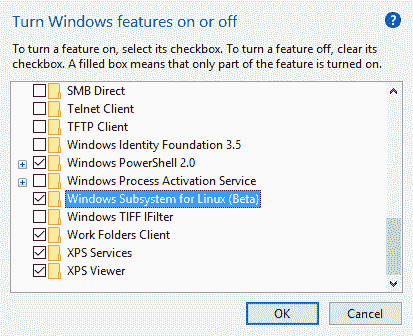 Turn Windows features on or off
To turn a feature on, select its checkbox. To turn a feature off, clear its
checkbox. A filled box means that only part of the feature is turned on.
SMB Direct
Telnet Client
TFTP Client
Windows Identity Foundation 3.5
Windows PowerShell 2.0
Windows Process Activation Service
Windows Subsystem for Linux (Beta)
Windows TIFF IFilter
Work Folders Client
XPS Services
XPS Viewer
OK
Cancel